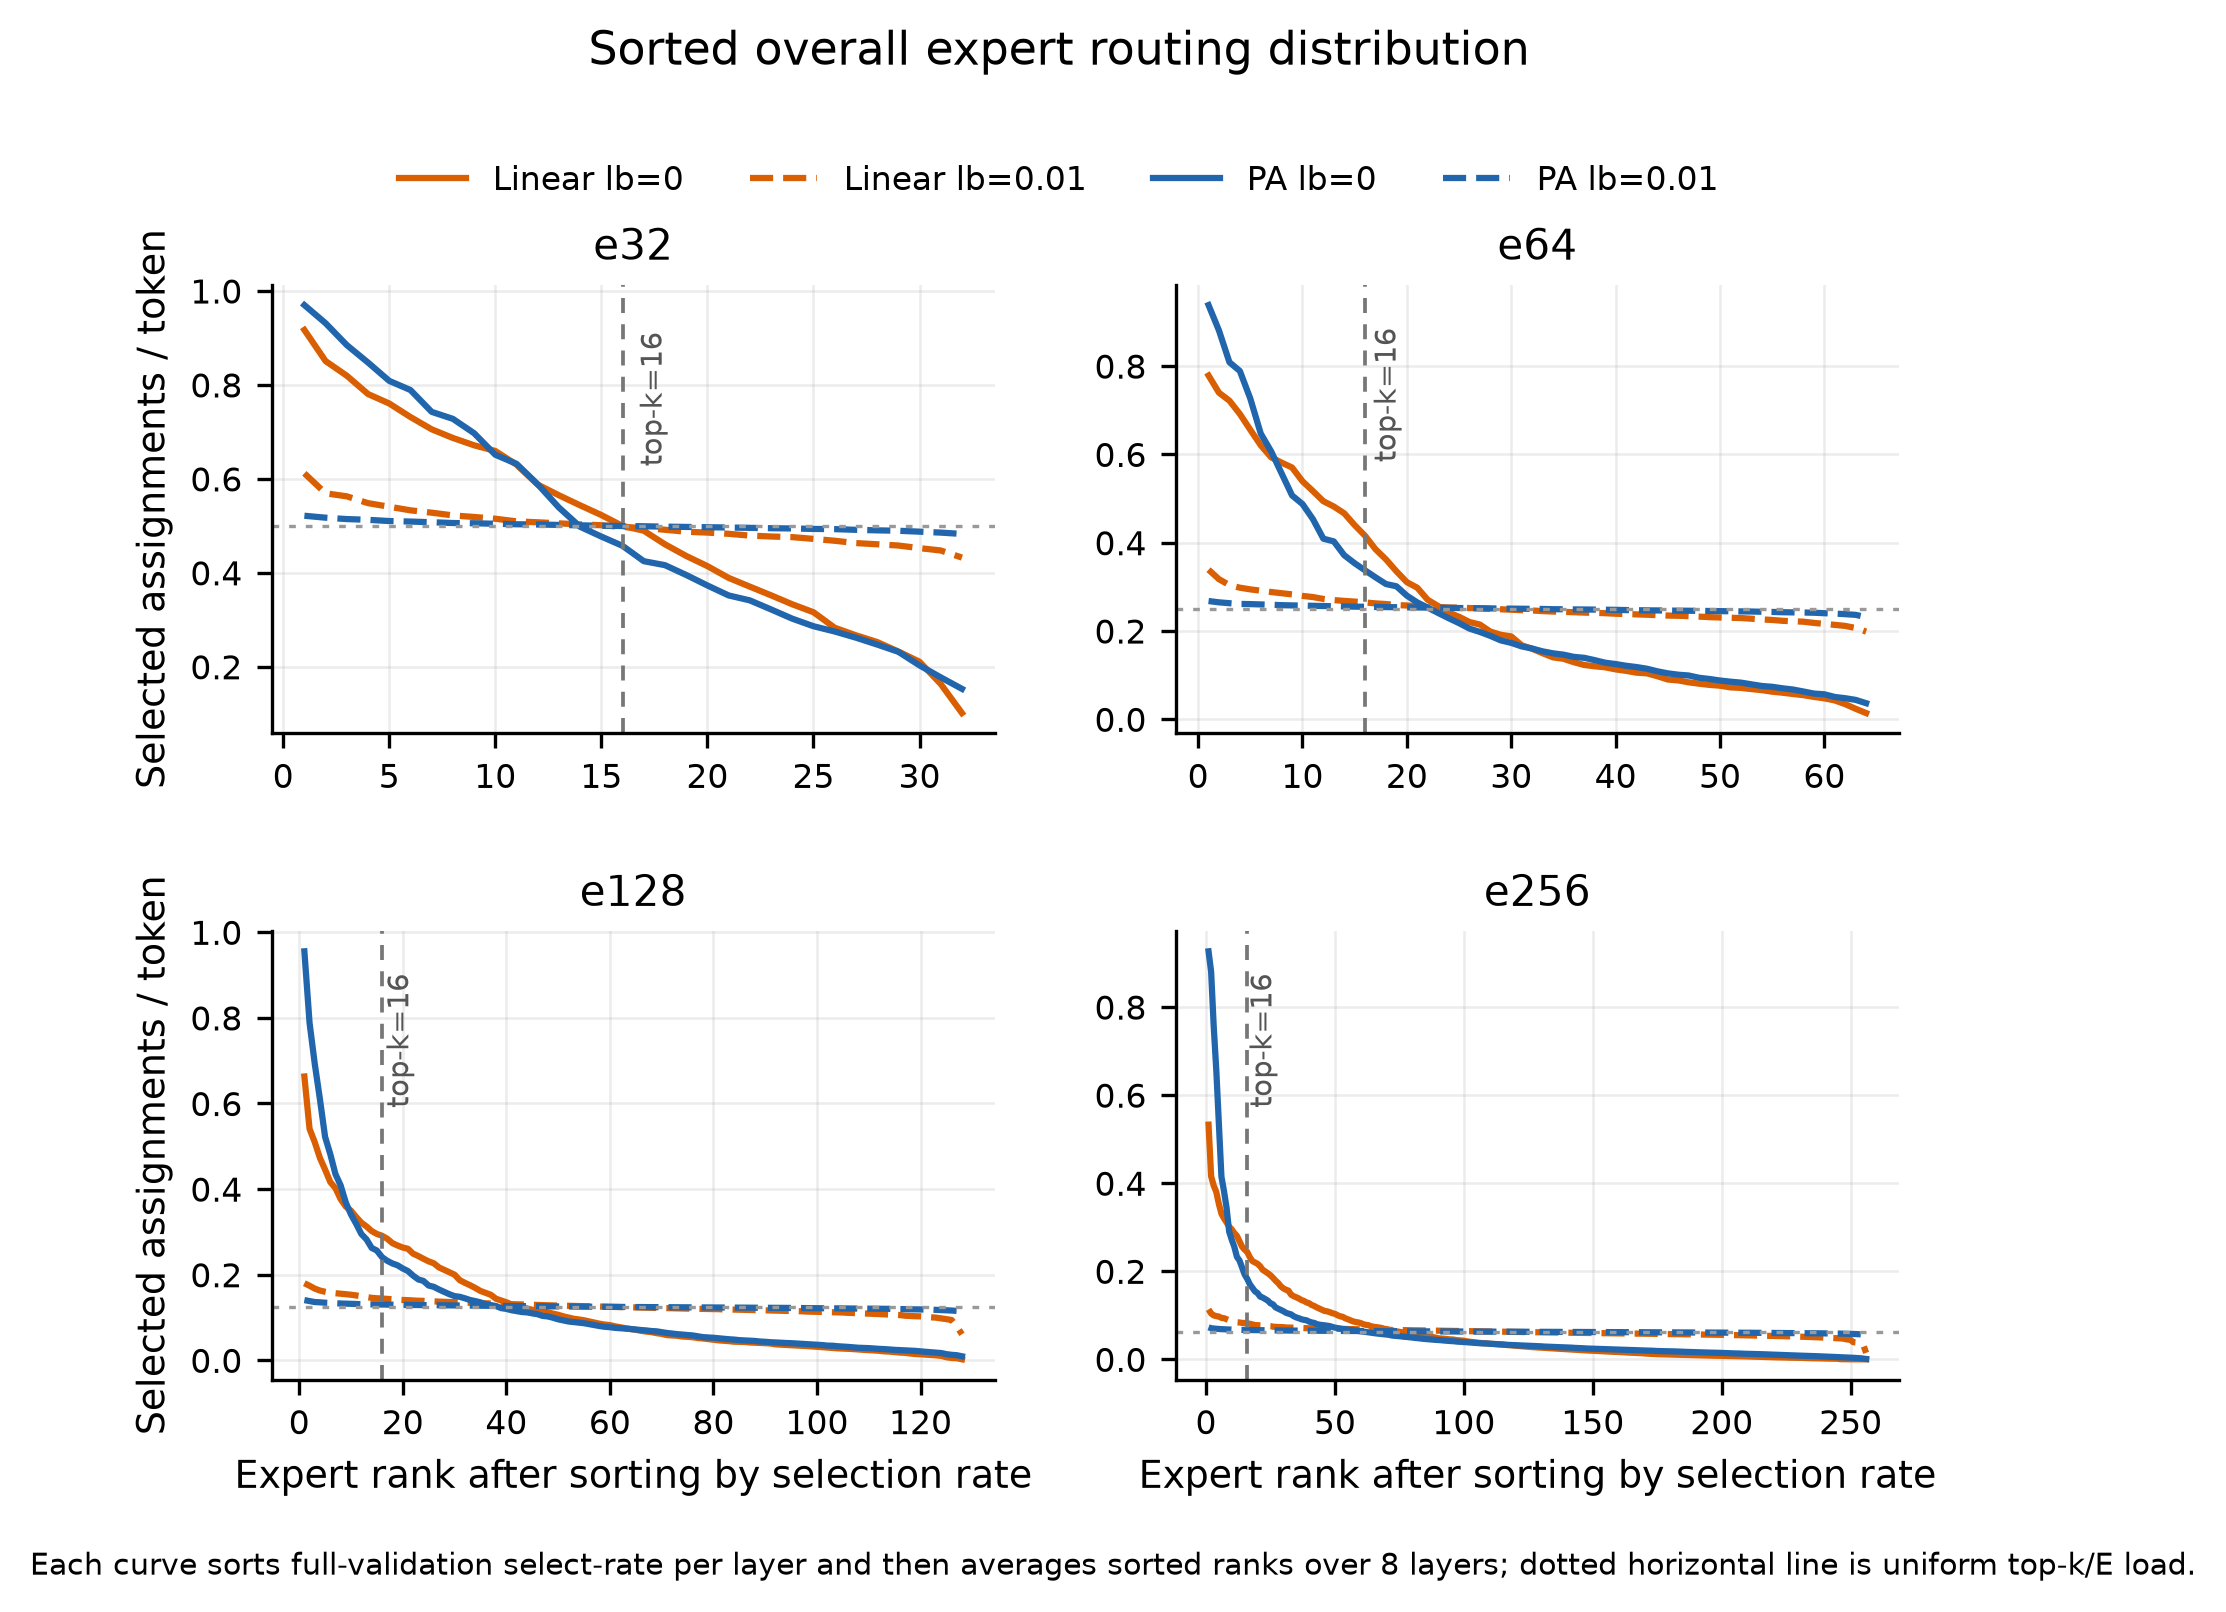 Sorted overall expert routing distribution
Linear lb=0
Linear lb=0.01
PA lb=0
PA lb=0.01
e32
Selected assignments / token
1.0
0.8
0.6
0.4
0.2
top-k=16
0 5 10 15 20 25 30
e64
0.8
0.6
0.4
0.2
0.0
top-k=16
0 10 20 30 40 50 60
e128
Selected assignments / token
1.0
0.8
0.6
0.4
0.2
0.0
top-k=16
0 20 40 60 80 100 120
Expert rank after sorting by selection rate
e256
0.8
0.6
0.4
0.2
0.0
top-k=16
0 50 100 150 200 250
Expert rank after sorting by selection rate
Each curve sorts full-validation select-rate per layer and then averages sorted ranks over 8 layers; dotted horizontal line is uniform top-k/E load.